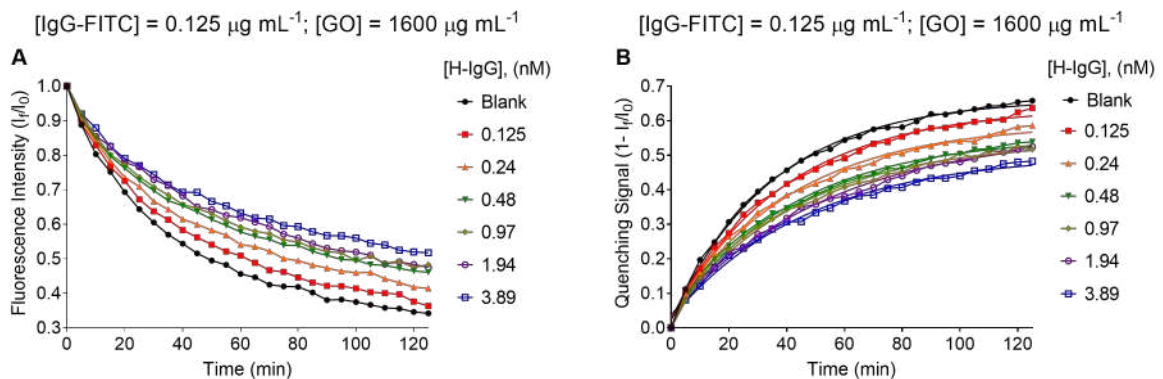 [IgG-FITC] = 0.125 μg mL⁻¹; [GO] = 1600 μg mL⁻¹
A
[H-IgG], (nM)
Blank
0.125
0.24
0.48
0.97
1.94
3.89
Fluorescence Intensity (I_f/I_0)
1.0
0.9
0.8
0.7
0.6
0.5
0.4
0.3
0 20 40 60 80 100 120
Time (min)
[IgG-FITC] = 0.125 μg mL⁻¹; [GO] = 1600 μg mL⁻¹
B
[H-IgG], (nM)
Blank
0.125
0.24
0.48
0.97
1.94
3.89
Quenching Signal (1- I_f/I_0)
0.7
0.6
0.5
0.4
0.3
0.2
0.1
0.0
0 20 40 60 80 100 120
Time (min)